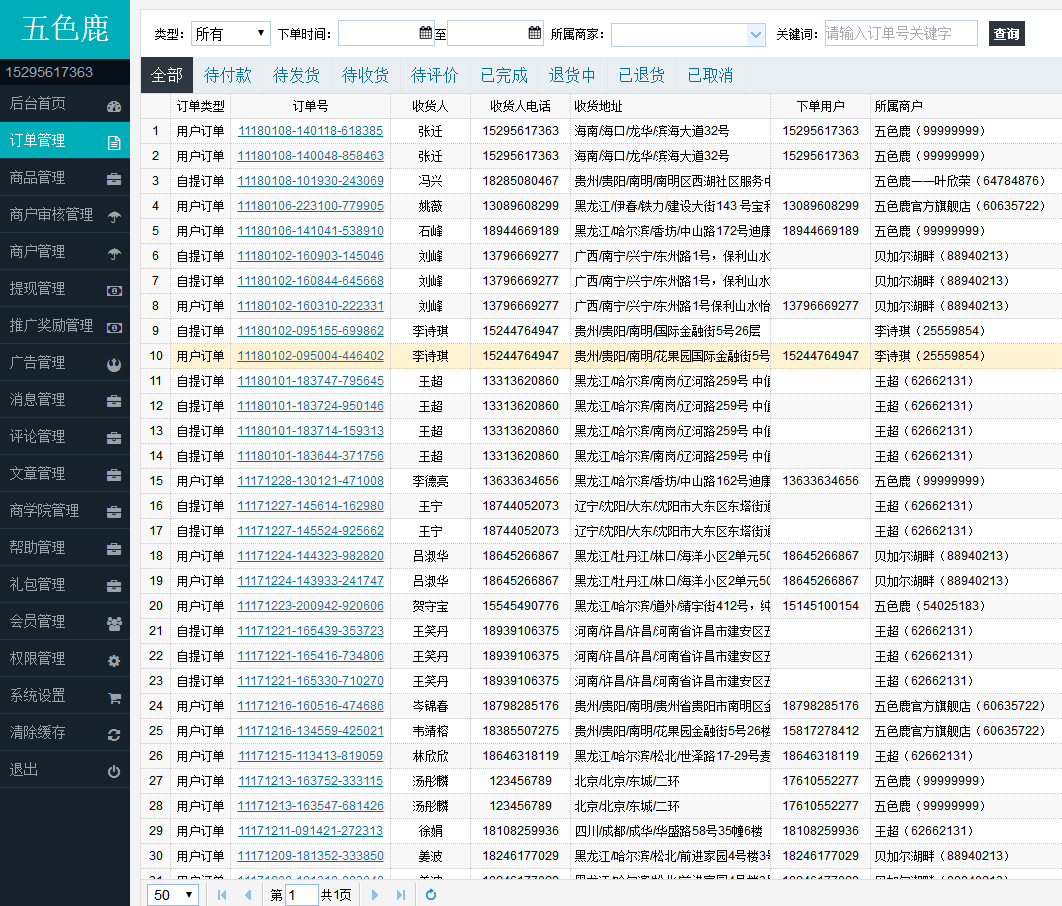 五色鹿
15295617363
后台首页
订单管理
商品管理
商户审核管理
商户管理
提现管理
推广奖励管理
广告管理
消息管理
评论管理
文章管理
商学院管理
帮助管理
礼包管理
会员管理
权限管理
系统设置
清除缓存
退出
类型: 所有 下单时间: 至 所属商家: 关键词: 请输入订单号关键字 查询
全部 待付款 待发货 待收货 待评价 已完成 退货中 已退货 已取消
订单类型 订单号 收货人 收货人电话 收货地址 下单用户 所属商户
1 用户订单 11180108-140118-618385 张迁 15295617363 海南/海口/龙华/滨海大道32号 15295617363 五色鹿（99999999）
2 用户订单 11180108-140048-858463 张迁 15295617363 海南/海口/龙华/滨海大道32号 15295617363 五色鹿（99999999）
3 自提订单 11180108-101930-243069 冯兴 18285080467 贵州/贵阳/南明/南明区西湖社区服务中 五色鹿一一叶欣荣（64784876）
4 用户订单 11180106-223100-779905 姚薇 13089608299 黑龙江/伊春/铁力/建设大街143 号宝利 13089608299 五色鹿官方旗舰店（60635722）
5 用户订单 11180106-141041-538910 石峰 18944669189 黑龙江/哈尔滨/香坊/中山路172号迪康 18944669189 五色鹿（99999999）
6 自提订单 11180102-160903-145046 刘峰 13796669277 广西/南宁/兴宁/东州路1号，保利山水 贝加尔湖畔（88940213）
7 自提订单 11180102-160844-645668 刘峰 13796669277 广西/南宁/兴宁/东州路1号，保利山水 贝加尔湖畔（88940213）
8 用户订单 11180102-160310-222331 刘峰 13796669277 广西/南宁/兴宁/东州路1号保利山水怡 13796669277 贝加尔湖畔（88940213）
9 自提订单 11180102-095155-699862 李诗琪 15244764947 贵州/贵阳/南明/国际金融街5号26层 李诗琪（25559854）
10 用户订单 11180102-095004-446402 李诗琪 15244764947 贵州/贵阳/南明/花果园国际金融街5号 15244764947 李诗琪（25559854）
11 自提订单 11180101-183747-795645 王超 13313620860 黑龙江/哈尔滨/南岗/辽河路259号 中值 王超（62662131）
12 自提订单 11180101-183724-950146 王超 13313620860 黑龙江/哈尔滨/南岗/辽河路259号 中值 王超（62662131）
13 自提订单 11180101-183714-159313 王超 13313620860 黑龙江/哈尔滨/南岗/辽河路259号 中值 王超（62662131）
14 自提订单 11180101-183644-371756 王超 13313620860 黑龙江/哈尔滨/南岗/辽河路259号 中值 王超（62662131）
15 用户订单 11171228-130121-471008 李德亮 13633634656 黑龙江/哈尔滨/香坊/中山路162号迪康 13633634656 五色鹿（99999999）
16 自提订单 11171227-145614-162980 王宁 18744052073 辽宁/沈阳/大东/沈阳市大东区东塔街道 王超（62662131）
17 自提订单 11171227-145524-925662 王宁 18744052073 辽宁/沈阳/大东/沈阳市大东区东塔街道 王超（62662131）
18 用户订单 11171224-144323-982820 吕淑华 18645266867 黑龙江/牡丹江/林口/海洋小区2单元50 18645266867 贝加尔湖畔（88940213）
19 用户订单 11171224-143933-241747 吕淑华 18645266867 黑龙江/牡丹江/林口/海洋小区2单元50 18645266867 贝加尔湖畔（88940213）
20 用户订单 11171223-200942-920606 贺守宝 15545490776 黑龙江/哈尔滨/道外/靖宇街412号，纯 15145100154 五色鹿（54025183）
21 自提订单 11171221-165439-353723 王笑丹 18939106375 河南/许昌/许昌/河南省许昌市建安区五 王超（62662131）
22 自提订单 11171221-165416-734806 王笑丹 18939106375 河南/许昌/许昌/河南省许昌市建安区五 王超（62662131）
23 自提订单 11171221-165330-710270 王笑丹 18939106375 河南/许昌/许昌/河南省许昌市建安区五 王超（62662131）
24 用户订单 11171216-160516-474686 岑锦春 18798285176 贵州/贵阳/南明/贵州省贵阳市南明区金 18798285176 五色鹿官方旗舰店（60635722）
25 用户订单 11171216-134559-425021 韦靖榕 18385507275 贵州/贵阳/南明/花果园金融街5号26楼 15817278412 五色鹿官方旗舰店（60635722）
26 用户订单 11171215-113413-819059 林欣欣 18646318119 黑龙江/哈尔滨/松北/世泽路17-29号麦 18646318119 王超（62662131）
27 用户订单 11171213-163752-333115 汤彤麟 123456789 北京/北京/东城/二环 17610552277 五色鹿（99999999）
28 用户订单 11171213-163547-681426 汤彤麟 123456789 北京/北京/东城/二环 17610552277 五色鹿（99999999）
29 用户订单 11171211-091421-272313 徐娟 18108259936 四川/成都/成华/华盛路58号35幢6楼 18108259936 王超（62662131）
30 用户订单 11171209-181352-333850 姜波 18246177029 黑龙江/哈尔滨/松北/前进家园4号楼3单 18246177029 贝加尔湖畔（88940213）
50 第 1 共1页